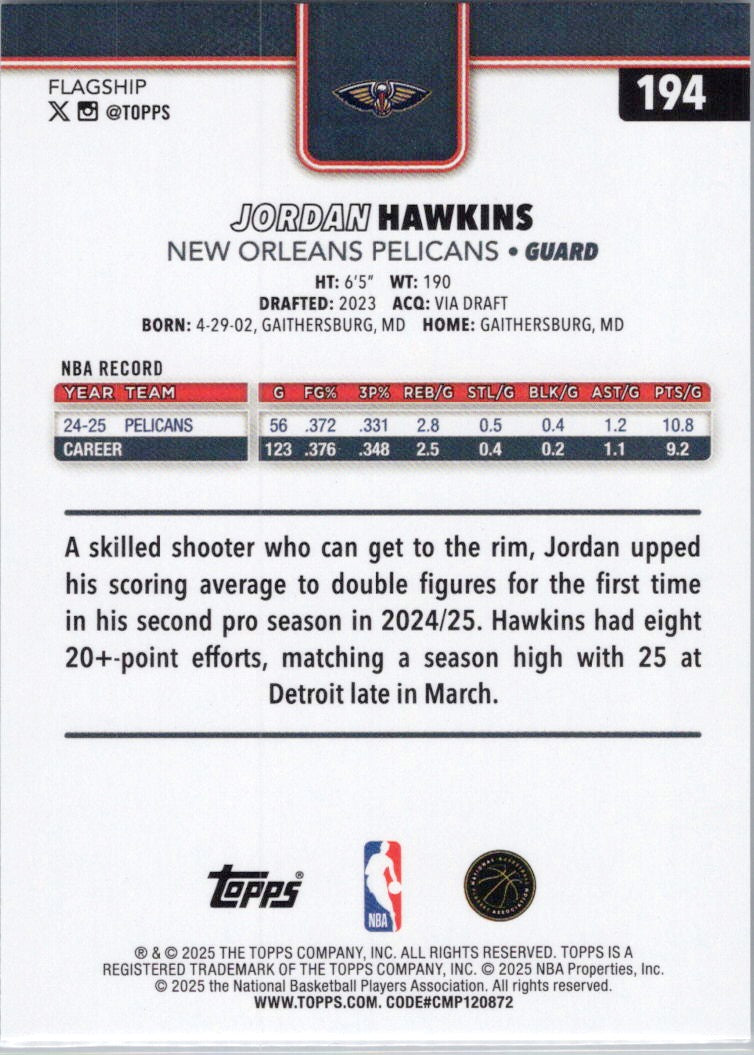 FLAGSHIP
@TOPPS
194
JORDAN HAWKINS
NEW ORLEANS PELICANS • GUARD
HT: 6'5" WT: 190
DRAFTED: 2023 ACQ: VIA DRAFT
BORN: 4-29-02, GAITHERSBURG, MD HOME: GAITHERSBURG, MD
NBA RECORD
YEAR TEAM G FG% 3P% REB/G STL/G BLK/G AST/G PTS/G
24-25 PELICANS 56 .372 .331 2.8 0.5 0.4 1.2 10.8
CAREER 123 .376 .348 2.5 0.4 0.2 1.1 9.2
A skilled shooter who can get to the rim, Jordan upped
his scoring average to double figures for the first time
in his second pro season in 2024/25. Hawkins had eight
20+-point efforts, matching a season high with 25 at
Detroit late in March.
Topps®
NBA
® & © 2025 THE TOPPS COMPANY, INC. ALL RIGHTS RESERVED. TOPPS IS A
REGISTERED TRADEMARK OF THE TOPPS COMPANY, INC. © 2025 NBA Properties, Inc.
© 2025 the National Basketball Players Association. All rights reserved.
WWW.TOPPS.COM. CODE#CMP120872